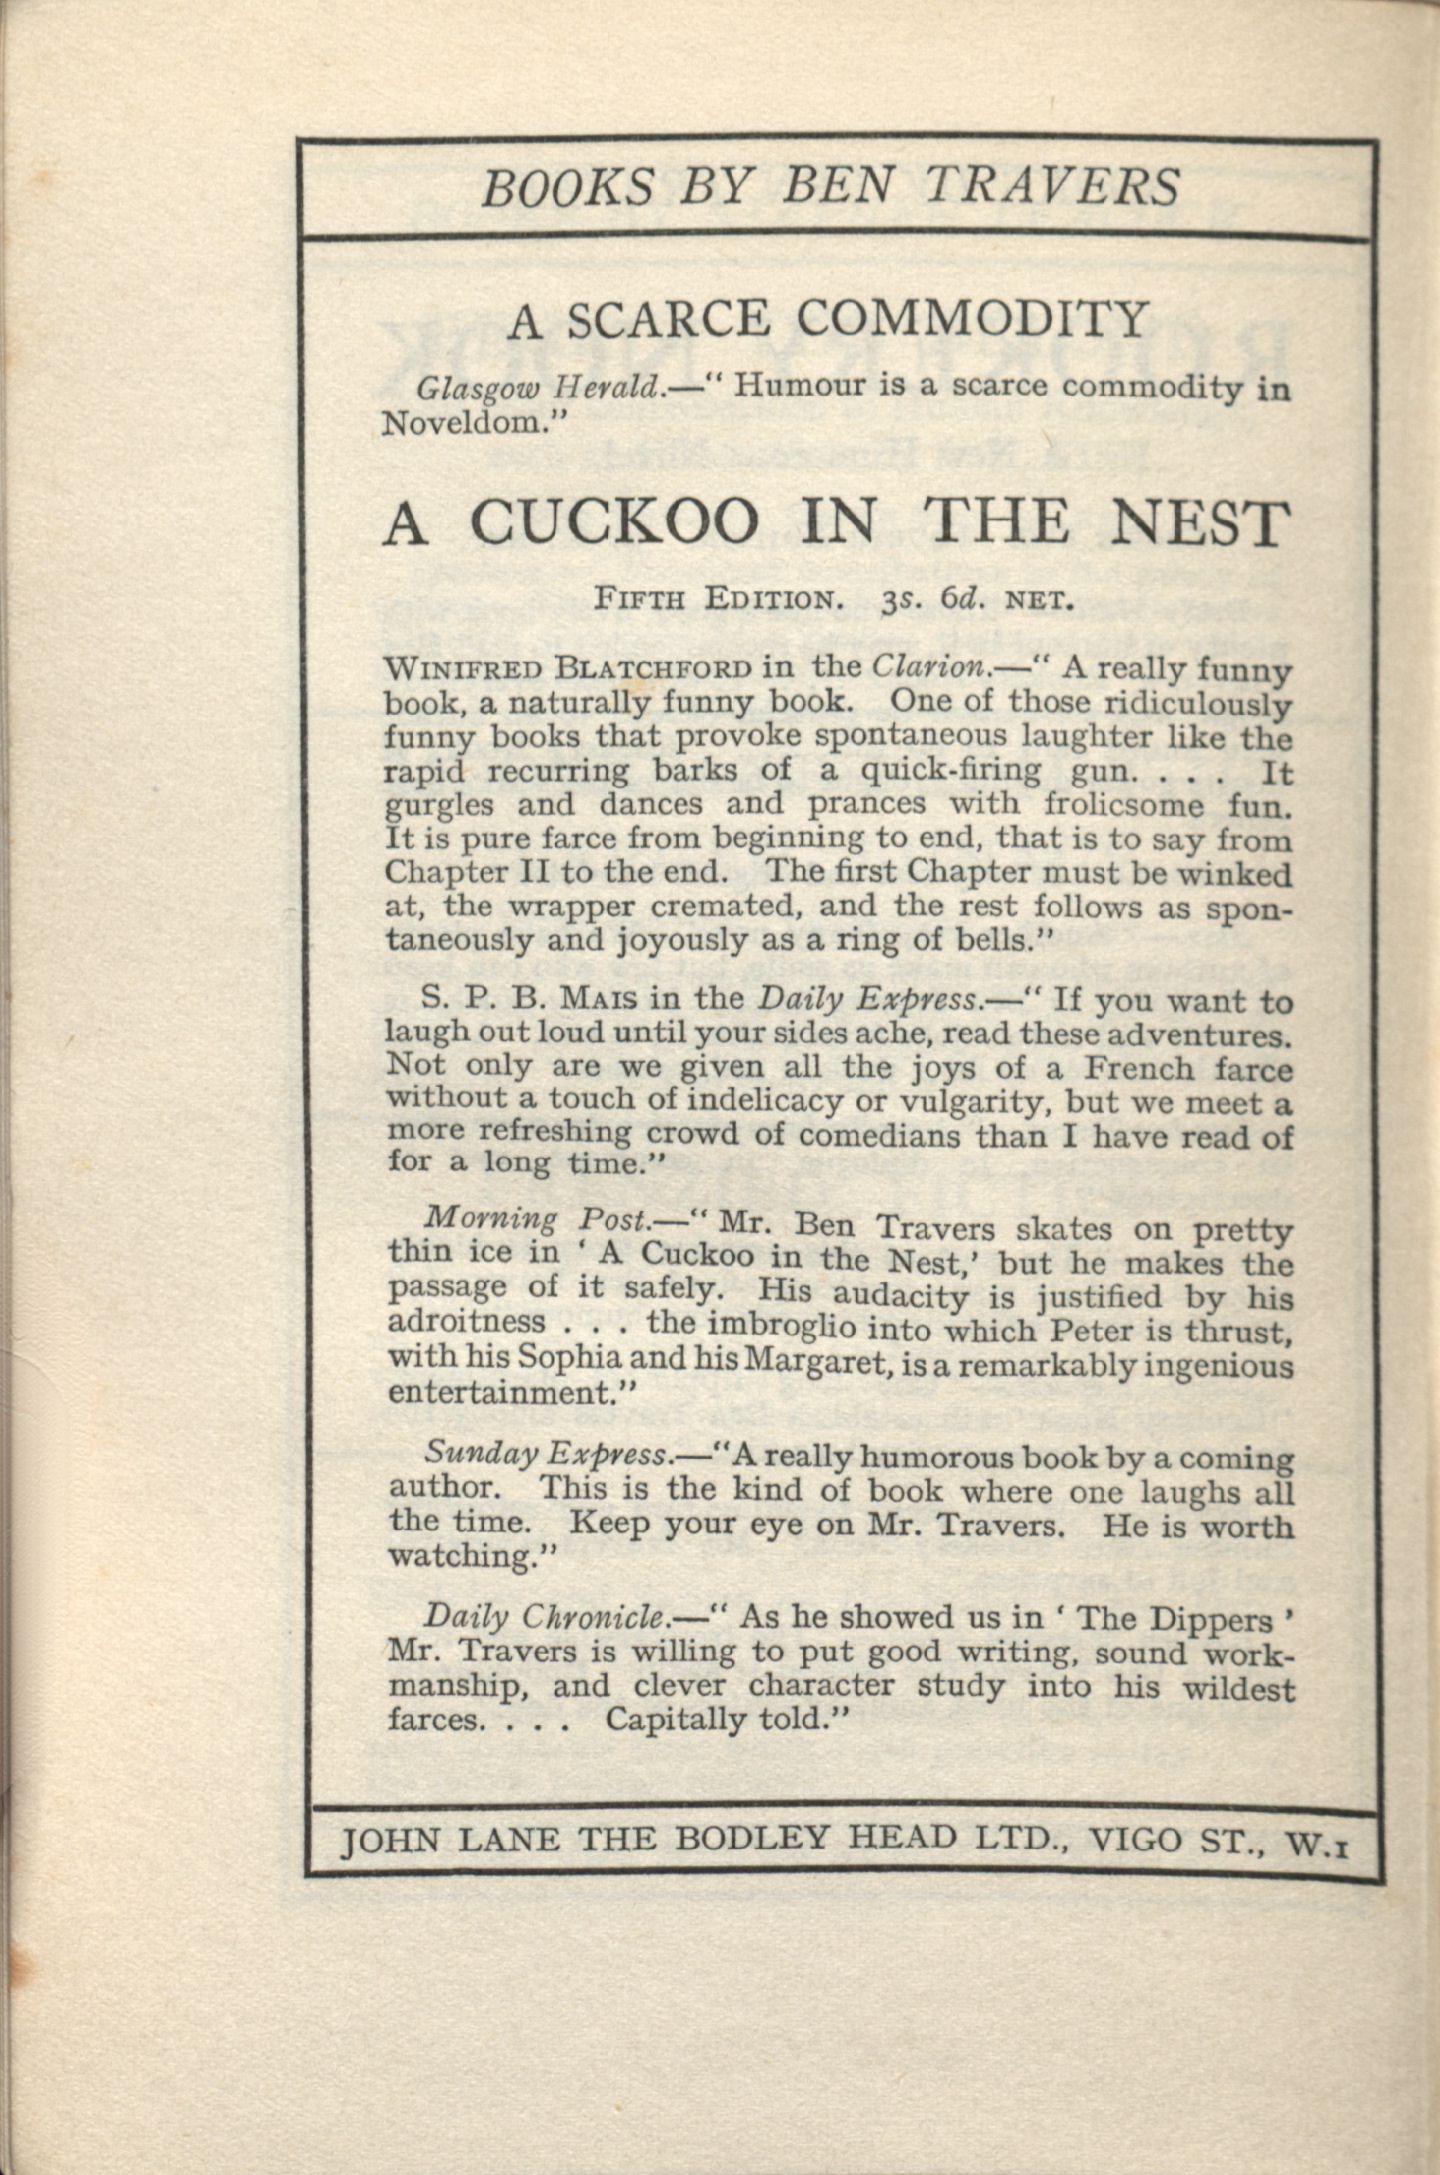 BOOKS BY BEN TRAVERS
A SCARCE COMMODITY
Glasgow Herald.—“ Humour is a scarce commodity in
Noveldom.”
A CUCKOO IN THE NEST
FIFTH EDITION. 3s. 6d. NET.
WINIFRED BLATCHFORD in the Clarion.—“ A really funny
book, a naturally funny book. One of those ridiculously
funny books that provoke spontaneous laughter like the
rapid recurring barks of a quick-firing gun. . . . It
gurgles and dances and prances with frolicsome fun.
It is pure farce from beginning to end, that is to say from
Chapter II to the end. The first Chapter must be winked
at, the wrapper cremated, and the rest follows as spon-
taneously and joyously as a ring of bells.”
S. P. B. MAIS in the Daily Express.—“ If you want to
laugh out loud until your sides ache, read these adventures.
Not only are we given all the joys of a French farce
without a touch of indelicacy or vulgarity, but we meet a
more refreshing crowd of comedians than I have read of
for a long time.”
Morning Post.—“ Mr. Ben Travers skates on pretty
thin ice in ‘ A Cuckoo in the Nest,’ but he makes the
passage of it safely. His audacity is justified by his
adroitness . . . the imbroglio into which Peter is thrust,
with his Sophia and his Margaret, is a remarkably ingenious
entertainment.”
Sunday Express.—“A really humorous book by a coming
author. This is the kind of book where one laughs all
the time. Keep your eye on Mr. Travers. He is worth
watching.”
Daily Chronicle.—“ As he showed us in ‘ The Dippers ’
Mr. Travers is willing to put good writing, sound work-
manship, and clever character study into his wildest
farces. . . . Capitally told.”
JOHN LANE THE BODLEY HEAD LTD., VIGO ST., W.1